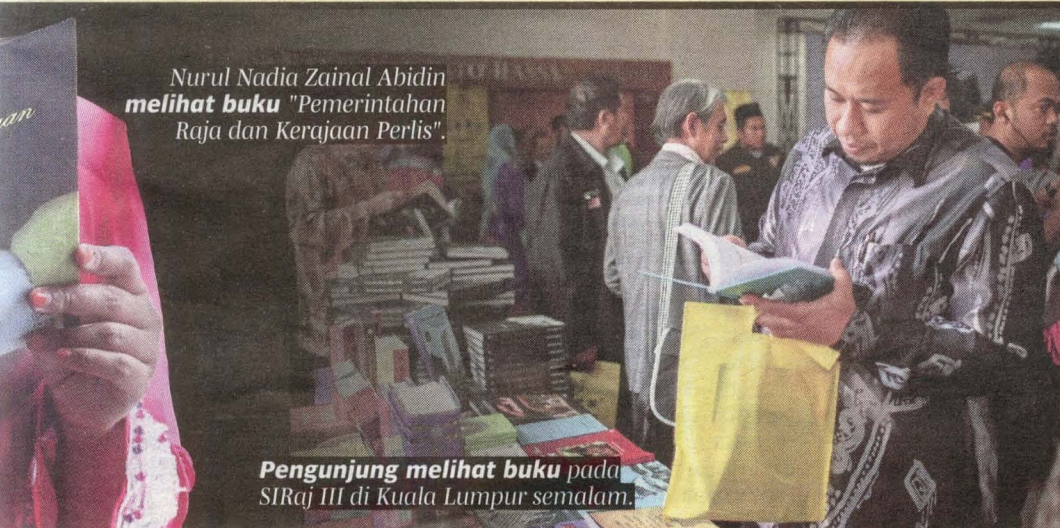 Nurul Nadia Zainal Abidin
melihat buku "Pemerintahan
Raja dan Kerajaan Perlis".
Pengunjung melihat buku pada
SIRaj III di Kuala Lumpur semalam.